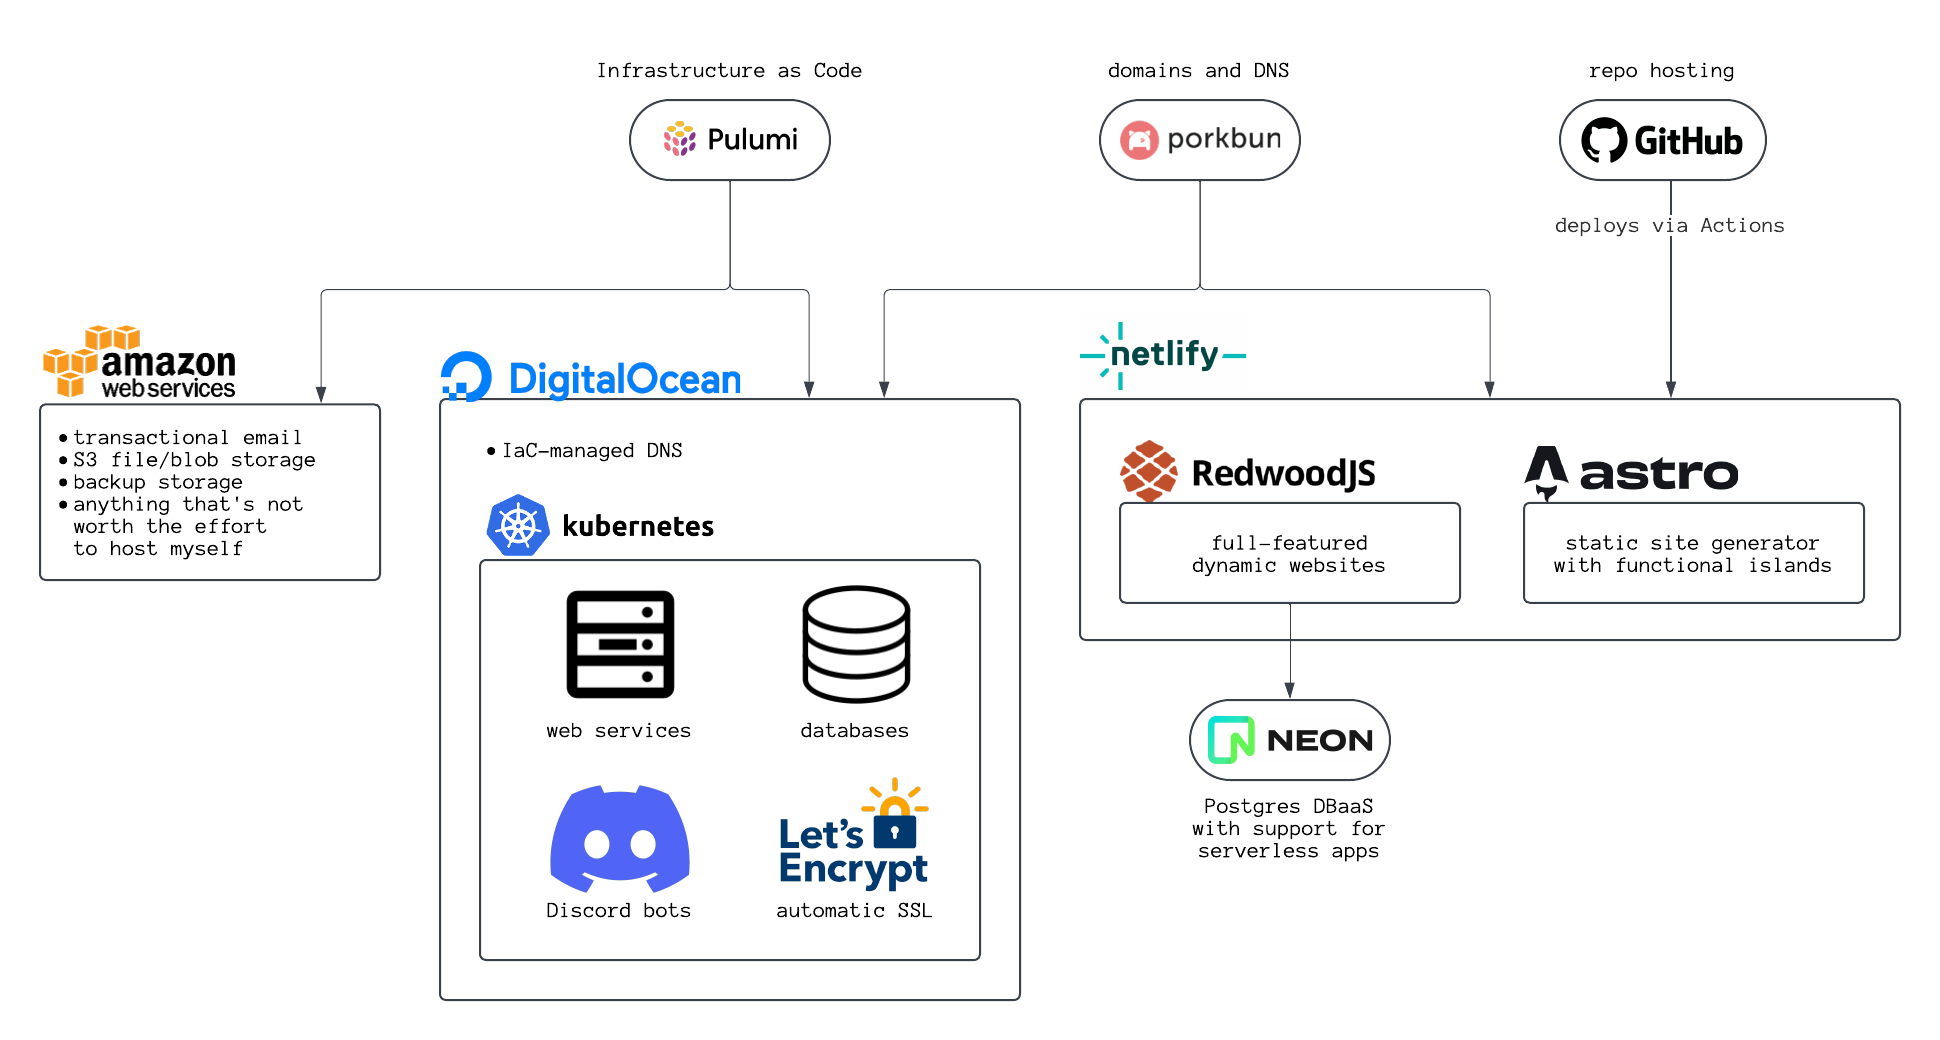 Infrastructure as Code
domains and DNS
repo hosting
Pulumi
porkbun
GitHub
deploys via Actions
amazon
web services
DigitalOcean
netlify
• transactional email
• S3 file/blob storage
• backup storage
• anything that's not
worth the effort
to host myself
• IaC-managed DNS
kubernetes
web services
databases
Discord bots
Let's
Encrypt
automatic SSL
RedwoodJS
astro
full-featured
dynamic websites
static site generator
with functional islands
NEON
Postgres DBaaS
with support for
serverless apps